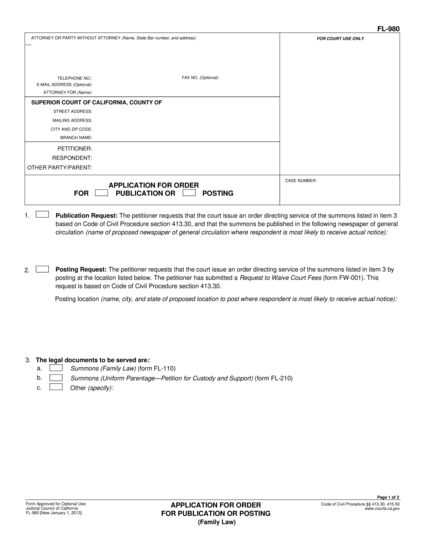 FL-980
ATTORNEY OR PARTY WITHOUT ATTORNEY (Name, State Bar number, and address):
FOR COURT USE ONLY
TELEPHONE NO.:
FAX NO. (Optional):
E-MAIL ADDRESS (Optional):
ATTORNEY FOR (Name):
SUPERIOR COURT OF CALIFORNIA, COUNTY OF
STREET ADDRESS:
MAILING ADDRESS:
CITY AND ZIP CODE:
BRANCH NAME:
PETITIONER:
RESPONDENT:
OTHER PARTY/PARENT:
APPLICATION FOR ORDER
FOR PUBLICATION OR POSTING
CASE NUMBER:
1. Publication Request: The petitioner requests that the court issue an order directing service of the summons listed in item 3
based on Code of Civil Procedure section 413.30, and that the summons be published in the following newspaper of general
circulation (name of proposed newspaper of general circulation where respondent is most likely to receive actual notice):
2. Posting Request: The petitioner requests that the court issue an order directing service of the summons listed in item 3 by
posting at the location listed below. The petitioner has submitted a Request to Waive Court Fees (form FW-001). This
request is based on Code of Civil Procedure section 413.30.
Posting location (name, city, and state of proposed location to post where respondent is most likely to receive actual notice):
3. The legal documents to be served are:
a. Summons (Family Law) (form FL-110)
b. Summons (Uniform Parentage—Petition for Custody and Support) (form FL-210)
c. Other (specify):
Page 1 of 2
Form Approved for Optional Use
Judicial Council of California
FL-980 [New January 1, 2013]
APPLICATION FOR ORDER
FOR PUBLICATION OR POSTING
(Family Law)
Code of Civil Procedure §§ 413.30, 415.50
www.courts.ca.gov